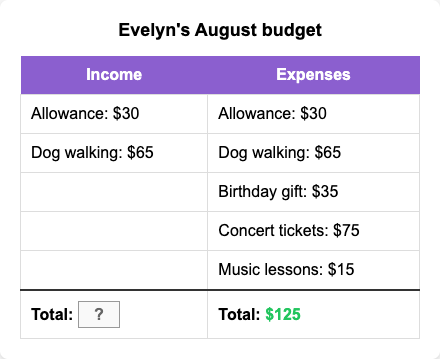 Evelyn's August budget
Income Expenses
Allowance: $30 Allowance: $30
Dog walking: $65 Dog walking: $65
Birthday gift: $35
Concert tickets: $75
Music lessons: $15
Total: ? Total: $125